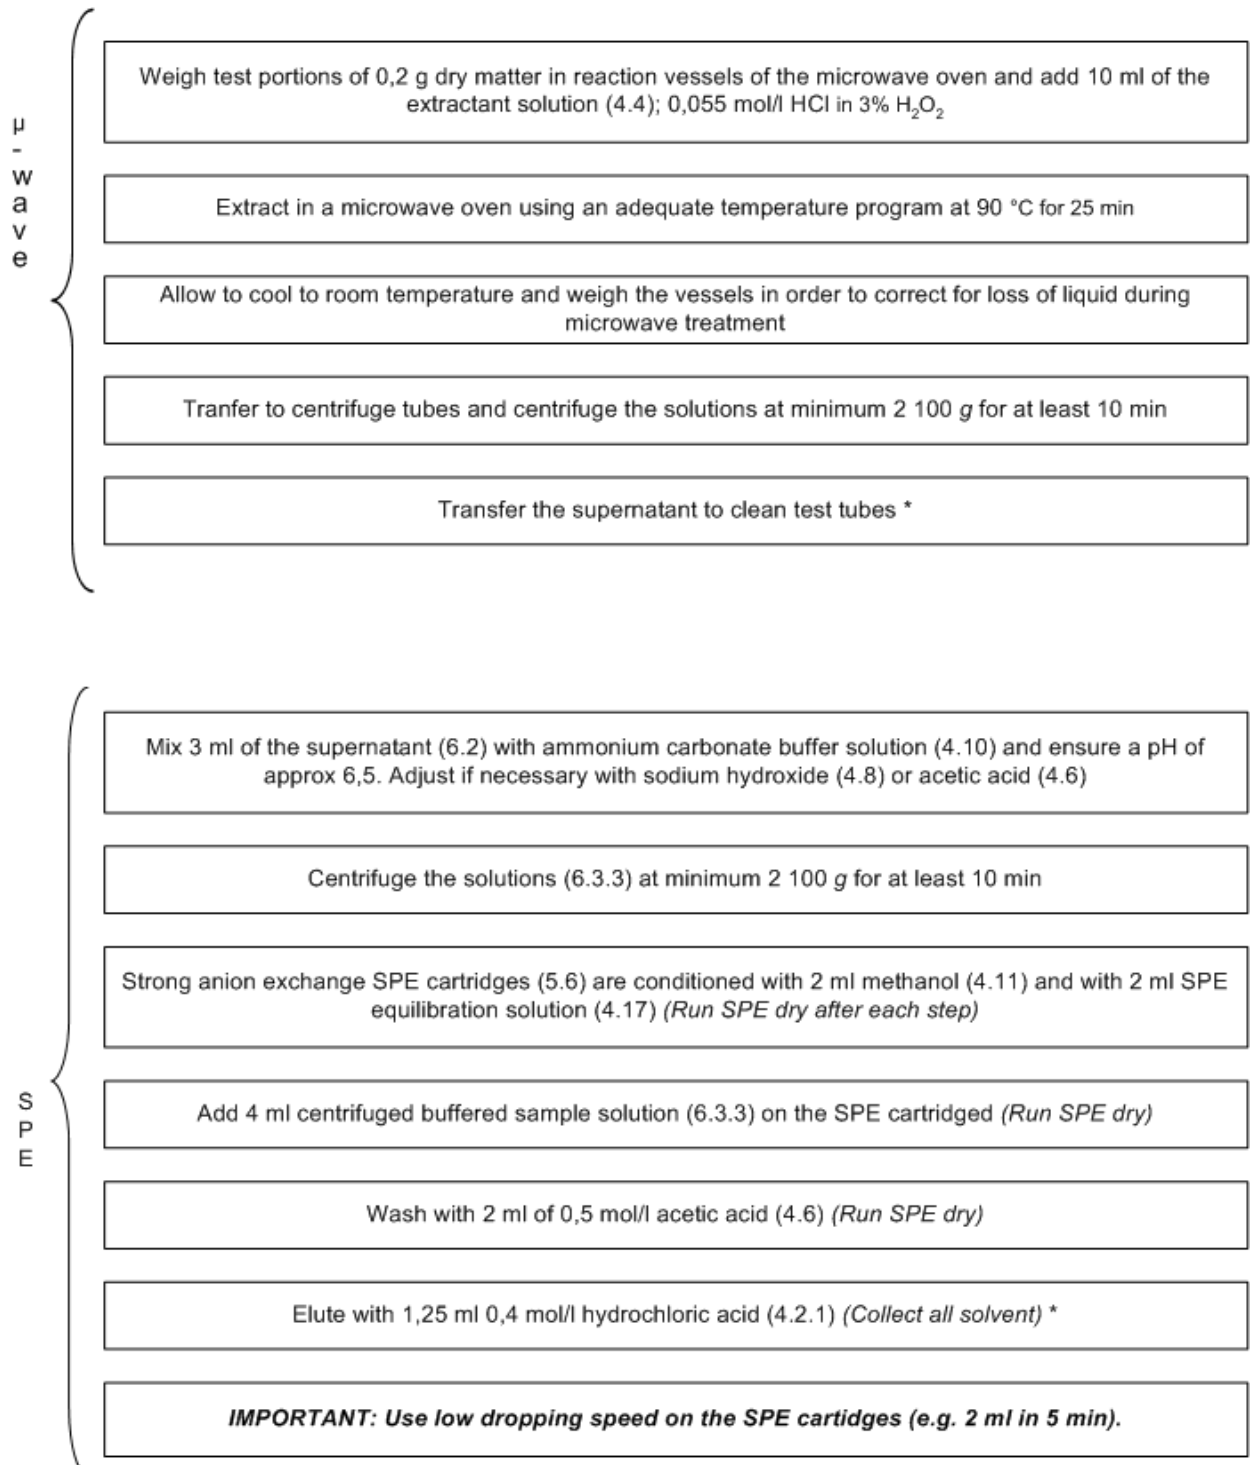 μ-wave
Weigh test portions of 0,2 g dry matter in reaction vessels of the microwave oven and add 10 ml of the
extractant solution (4.4); 0,055 mol/l HCl in 3% H₂O₂
Extract in a microwave oven using an adequate temperature program at 90 °C for 25 min
Allow to cool to room temperature and weigh the vessels in order to correct for loss of liquid during
microwave treatment
Tranfer to centrifuge tubes and centrifuge the solutions at minimum 2 100 g for at least 10 min
Transfer the supernatant to clean test tubes *
SPE
Mix 3 ml of the supernatant (6.2) with ammonium carbonate buffer solution (4.10) and ensure a pH of
approx 6,5. Adjust if necessary with sodium hydroxide (4.8) or acetic acid (4.6)
Centrifuge the solutions (6.3.3) at minimum 2 100 g for at least 10 min
Strong anion exchange SPE cartridges (5.6) are conditioned with 2 ml methanol (4.11) and with 2 ml SPE
equilibration solution (4.17) (Run SPE dry after each step)
Add 4 ml centrifuged buffered sample solution (6.3.3) on the SPE cartridged (Run SPE dry)
Wash with 2 ml of 0,5 mol/l acetic acid (4.6) (Run SPE dry)
Elute with 1,25 ml 0,4 mol/l hydrochloric acid (4.2.1) (Collect all solvent) *
IMPORTANT: Use low dropping speed on the SPE cartidges (e.g. 2 ml in 5 min).